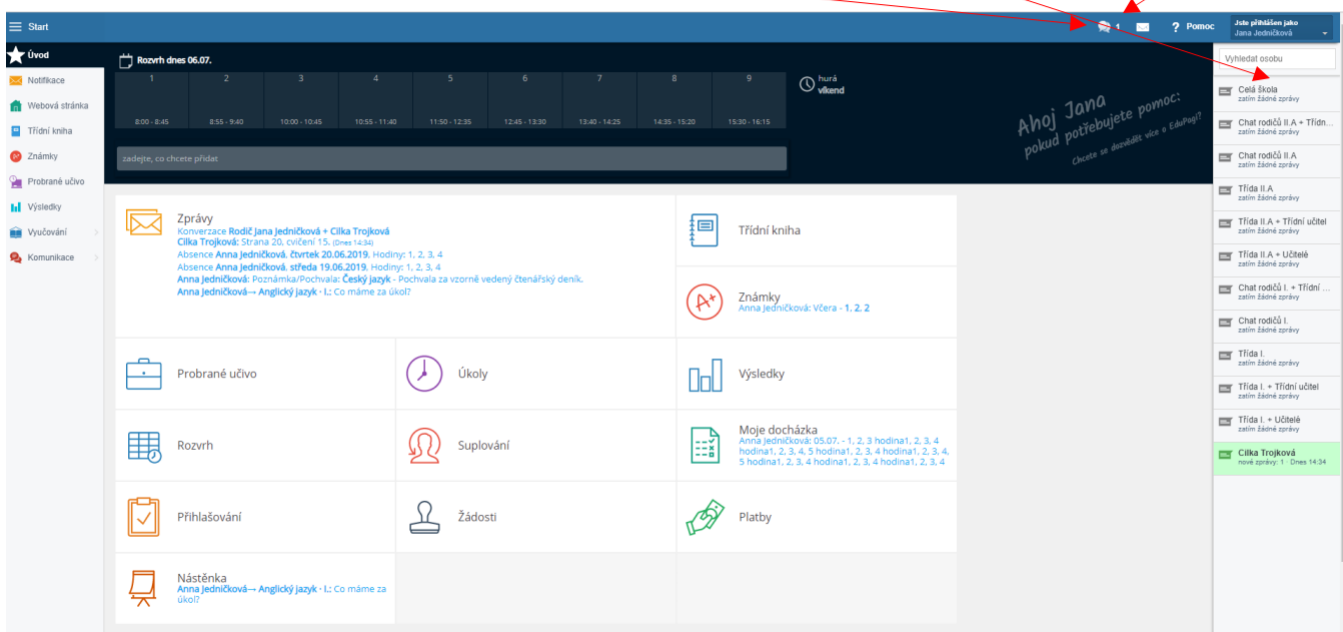 Start
1
? Pomoc
Jste přihlášen jako
Jana Jedničková
Úvod
Notifikace
Webová stránka
Třídní kniha
Známky
Probrané učivo
Výsledky
Vyučování
Komunikace
Rozvrh dnes 06.07.
1 2 3 4 5 6 7 8 9
8:00 - 8:45 8:55 - 9:40 10:00 - 10:45 10:55 - 11:40 11:50 - 12:35 12:45 - 13:30 13:40 - 14:25 14:35 - 15:20 15:30 - 16:15
hurá
víkend
zadejte, co chcete přidat
Ahoj Jana
pokud potřebujete pomoc:
Chcete se dozvědět více o EduPagi?
Zprávy
Konverzace Rodič Jana Jedničková + Cilka Trojková
Cilka Trojková: Strana 20, cvičení 15. (Dnes 14:34)
Absence Anna Jedničková. čtvrtek 20.06.2019. Hodiny: 1, 2, 3, 4
Absence Anna Jedničková. středa 19.06.2019. Hodiny: 1, 2, 3, 4
Anna Jedničková: Poznámka/Pochvala: Český jazyk - Pochvala za vzorně vedený čtenářský deník.
Anna Jedničková→ Anglický jazyk · I.: Co máme za úkol?
Třídní kniha
Známky
Anna Jedničková: Včera - 1. 2. 2
Probrané učivo
Úkoly
Výsledky
Rozvrh
Suplování
Moje docházka
Anna Jedničková: 05.07. - 1, 2, 3 hodina1, 2, 3, 4
hodina1, 2, 3, 4, 5 hodina1, 2, 3, 4 hodina1, 2, 3, 4,
5 hodina1, 2, 3, 4 hodina1, 2, 3, 4 hodina1, 2, 3, 4
Přihlašování
Žádosti
Platby
Nástěnka
Anna Jedničková→ Anglický jazyk · I.: Co máme za
úkol?
Vyhledat osobu
Celá škola
zatím žádné zprávy
Chat rodičů II.A + Třídn...
zatím žádné zprávy
Chat rodičů II.A
zatím žádné zprávy
Třída II.A
zatím žádné zprávy
Třída II.A + Třídní učitel
zatím žádné zprávy
Třída II.A + Učitelé
zatím žádné zprávy
Chat rodičů I. + Třídní ...
zatím žádné zprávy
Chat rodičů I.
zatím žádné zprávy
Třída I.
zatím žádné zprávy
Třída I. + Třídní učitel
zatím žádné zprávy
Třída I. + Učitelé
zatím žádné zprávy
Cilka Trojková
nové zprávy: 1 · Dnes 14:34